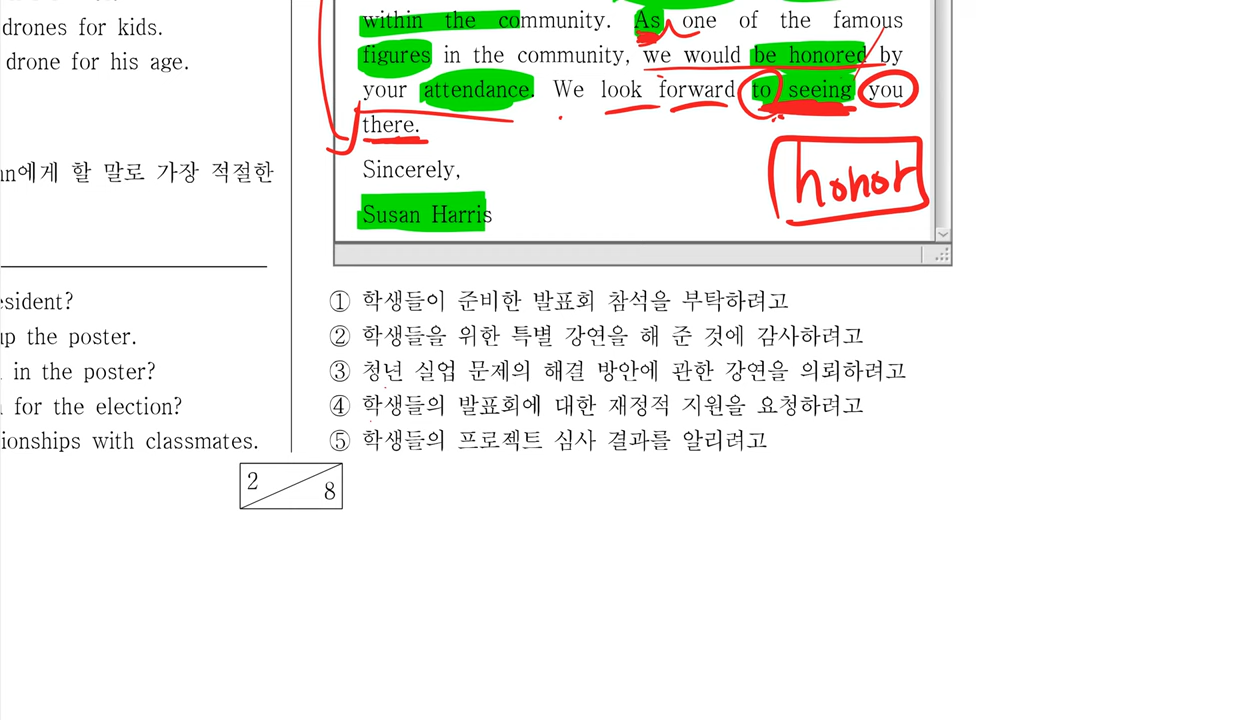 drones for kids.
drone for his age.
nn에게 할 말로 가장 적절한
esident?
up the poster.
in the poster?
for the election?
ionships with classmates.
within the community. As one of the famous
figures in the community, we would be honored by
your attendance. We look forward to seeing you
there.
Sincerely,
Susan Harris
honor
① 학생들이 준비한 발표회 참석을 부탁하려고
② 학생들을 위한 특별 강연을 해 준 것에 감사하려고
③ 청년 실업 문제의 해결 방안에 관한 강연을 의뢰하려고
④ 학생들의 발표회에 대한 재정적 지원을 요청하려고
⑤ 학생들의 프로젝트 심사 결과를 알리려고
2
8